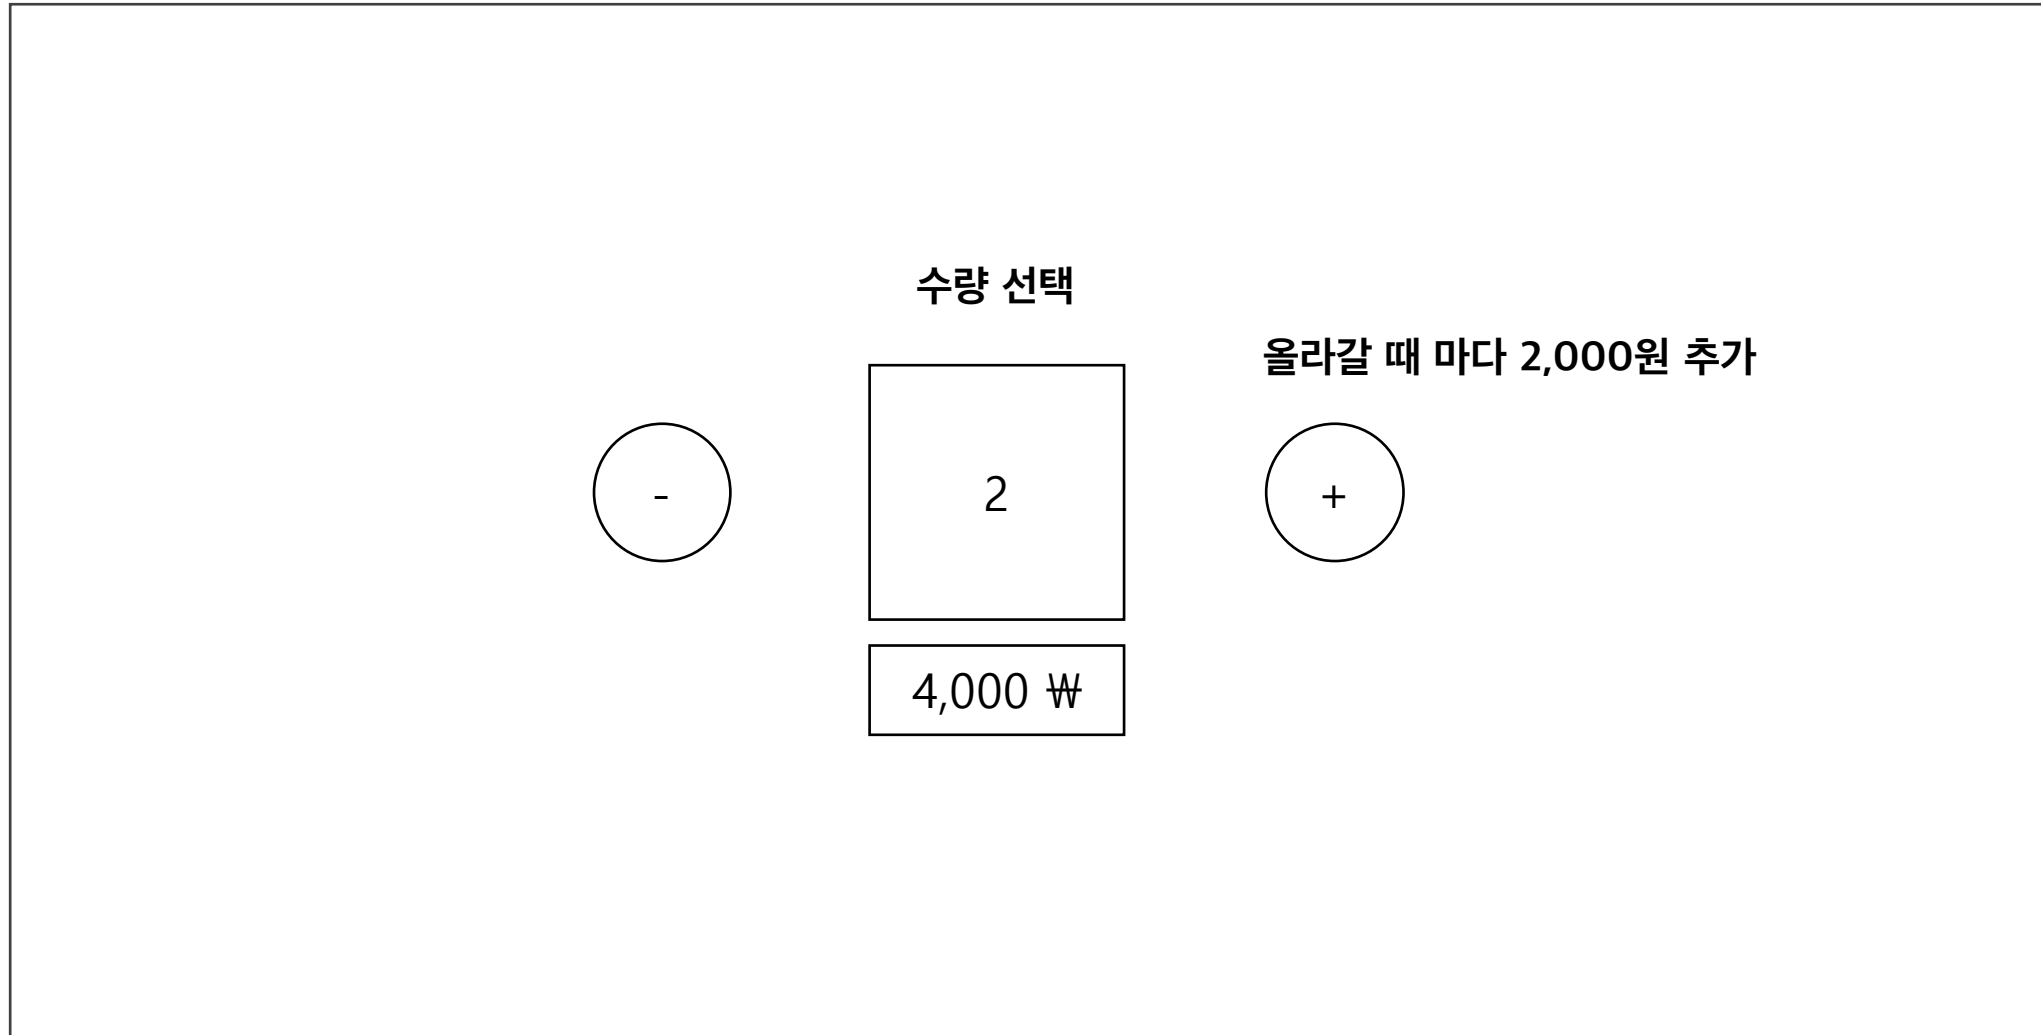 수량 선택
올라갈 때 마다 2,000원 추가
-
2
+
4,000 ₩